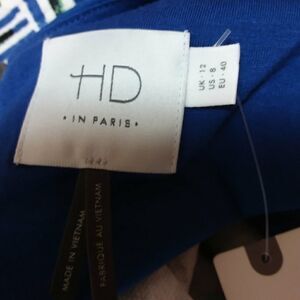 HD
• IN PARIS •
UK • 12
US • 8
EU • 40
MADE IN VIETNAM
FABRIQUÉ AU VIETNAM